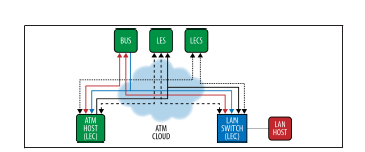 BUS
LES
LECS
ATM
HOST
(LEC)
ATM
CLOUD
LAN
SWITCH
(LEC)
LAN
HOST